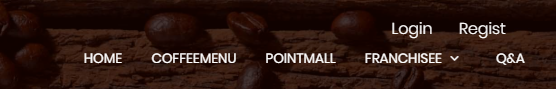 Login Regist
HOME COFFEEMENU POINTMALL FRANCHISEE Q&A